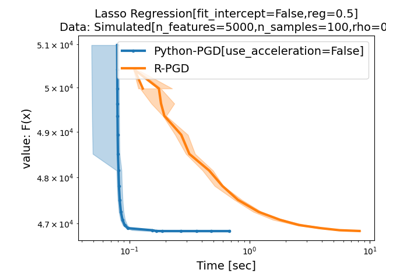 Lasso Regression[fit_intercept=False,reg=0.5]
Data: Simulated[n_features=5000,n_samples=100,rho=0
5.1 × 10⁴
5 × 10⁴
4.9 × 10⁴
4.8 × 10⁴
4.7 × 10⁴
value: F(x)
Python-PGD[use_acceleration=False]
R-PGD
10⁻¹
10⁰
10¹
Time [sec]